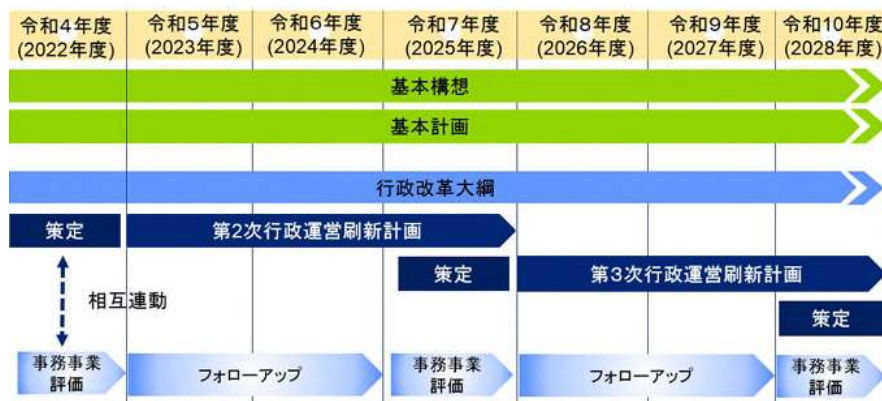 令和4年度
(2022年度)
令和5年度
(2023年度)
令和6年度
(2024年度)
令和7年度
(2025年度)
令和8年度
(2026年度)
令和9年度
(2027年度)
令和10年度
(2028年度)
基本構想
基本計画
行政改革大綱
策定
第2次行政運営刷新計画
策定
第3次行政運営刷新計画
相互連動
策定
事務事業
評価
フォローアップ
事務事業
評価
フォローアップ
事務事業
評価